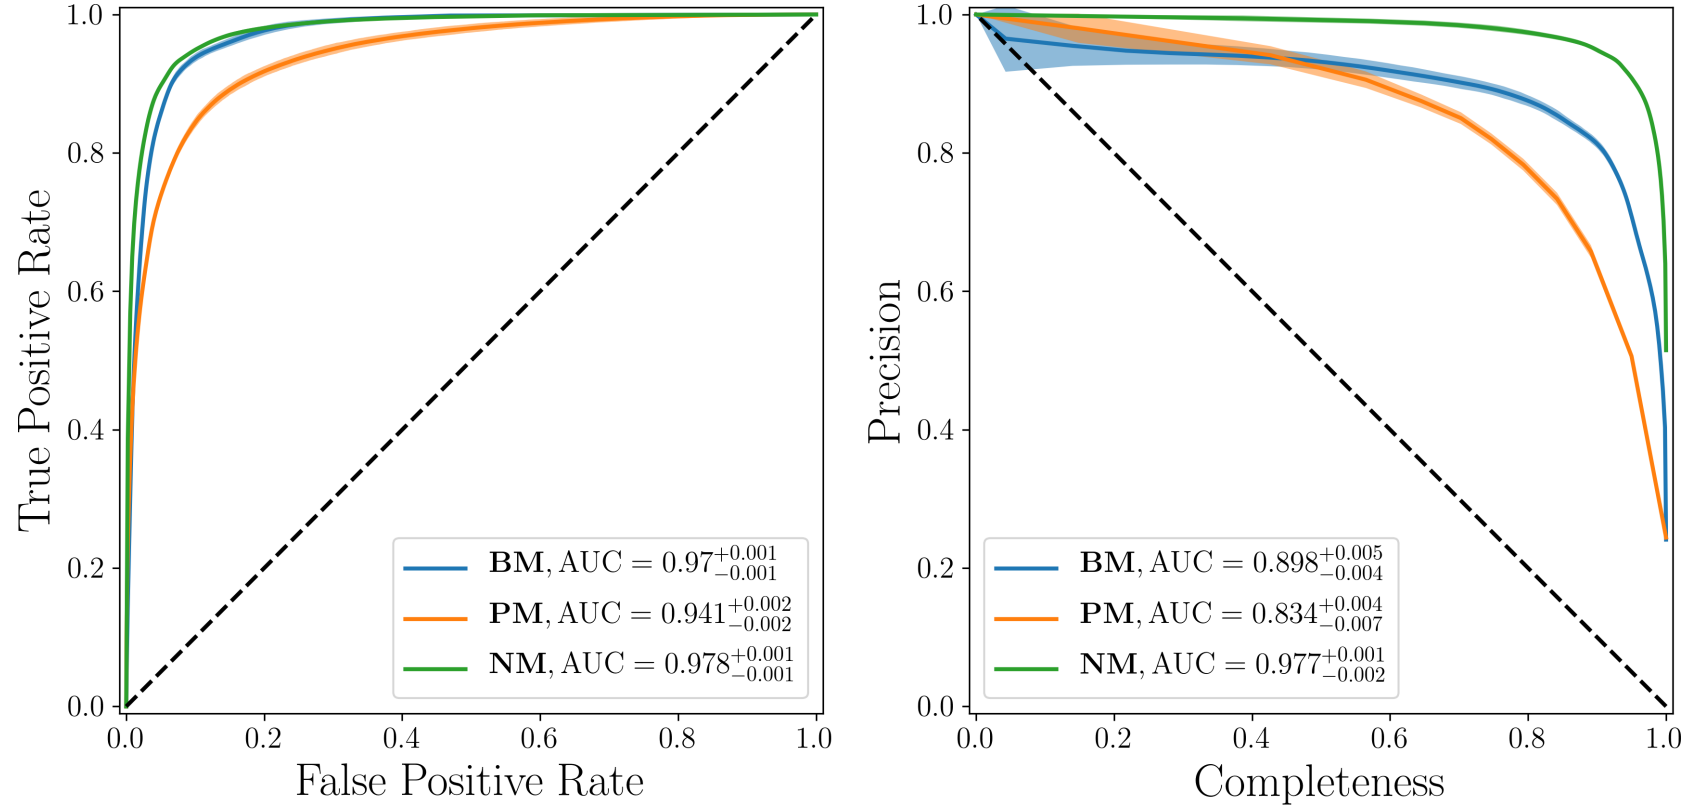 1.0
0.8
0.6
0.4
0.2
0.0
True Positive Rate
0.0 0.2 0.4 0.6 0.8 1.0
False Positive Rate
BM, AUC = 0.97^{+0.001}_{−0.001}
PM, AUC = 0.941^{+0.002}_{−0.002}
NM, AUC = 0.978^{+0.001}_{−0.001}
1.0
0.8
0.6
0.4
0.2
0.0
Precision
0.0 0.2 0.4 0.6 0.8 1.0
Completeness
BM, AUC = 0.898^{+0.005}_{−0.004}
PM, AUC = 0.834^{+0.004}_{−0.007}
NM, AUC = 0.977^{+0.001}_{−0.002}